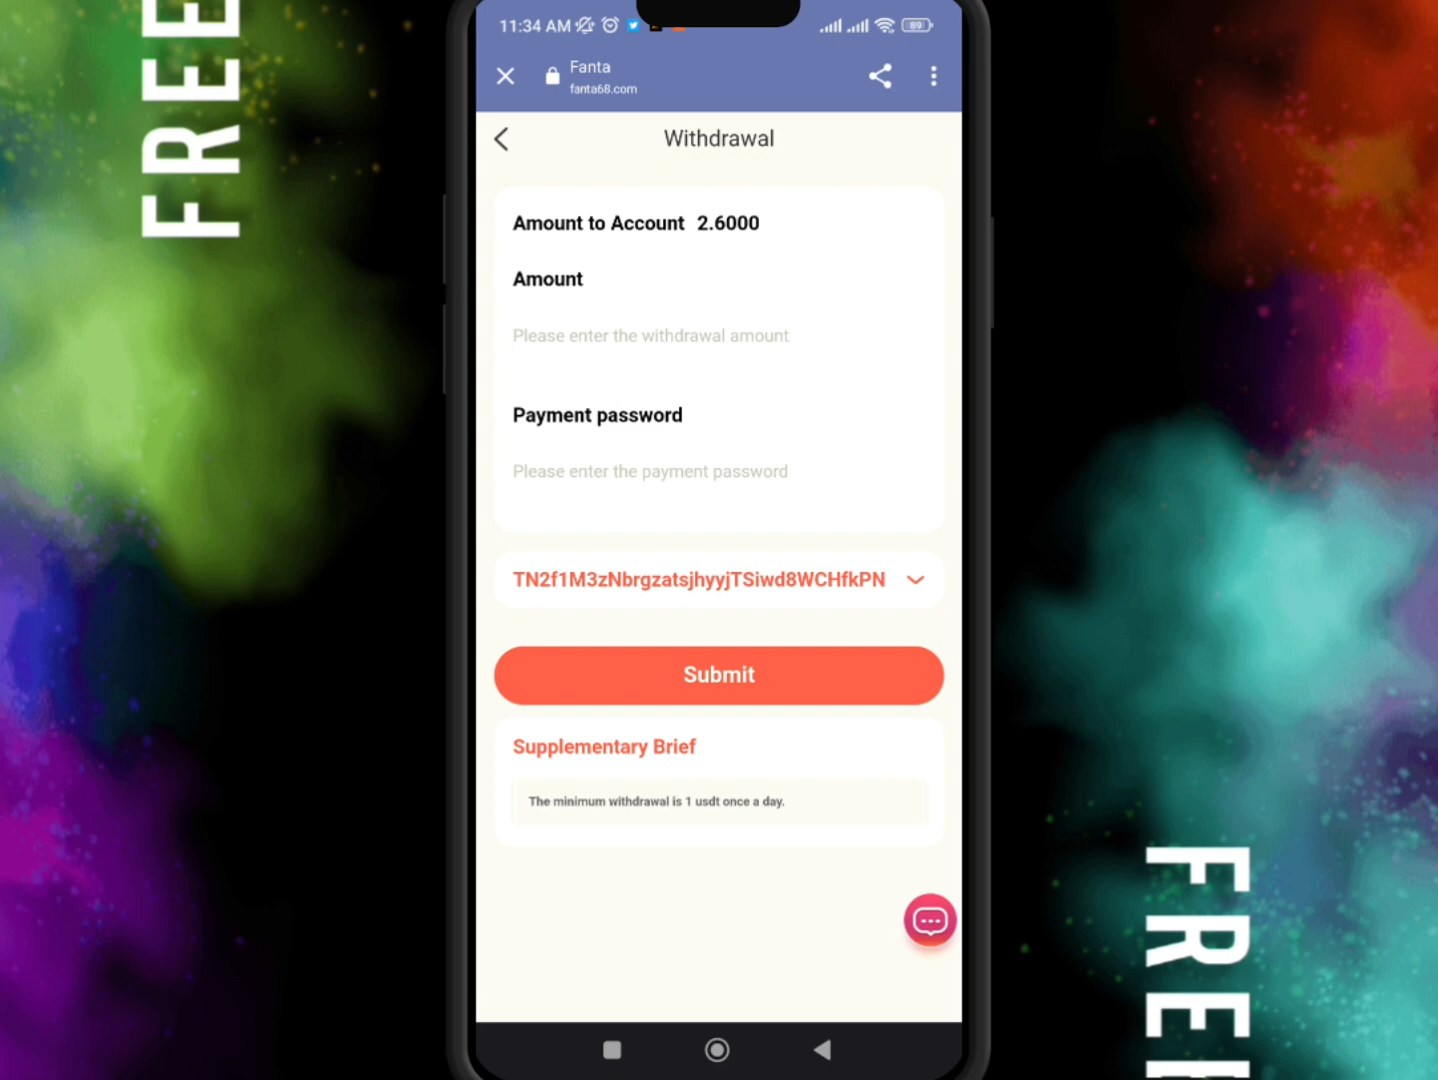 FREE
11:34 AM
89
Fanta
fanta68.com
Withdrawal
Amount to Account 2.6000
Amount
Please enter the withdrawal amount
Payment password
Please enter the payment password
TN2f1M3zNbrgzatsjhyyjTSiwd8WCHfkPN
Submit
Supplementary Brief
The minimum withdrawal is 1 usdt once a day.
FREE